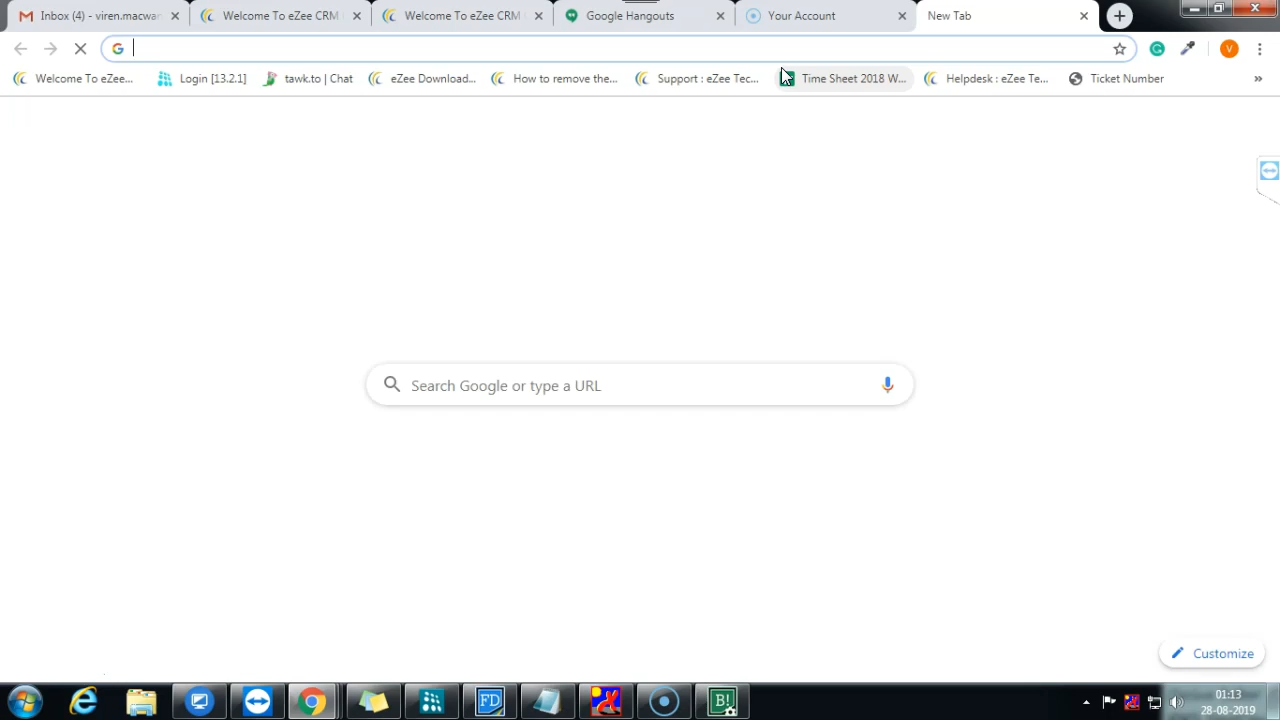 Inbox (4) - viren.macwa
Welcome To eZee CRM
Welcome To eZee CRM
Google Hangouts
Your Account
New Tab
Welcome To eZee...
Login [13.2.1]
tawk.to | Chat
eZee Download...
How to remove the...
Support : eZee Tec...
Time Sheet 2018 W...
Helpdesk : eZee Te...
Ticket Number
»
Search Google or type a URL
Customize
FD
B!
01:13
28-08-2019
V